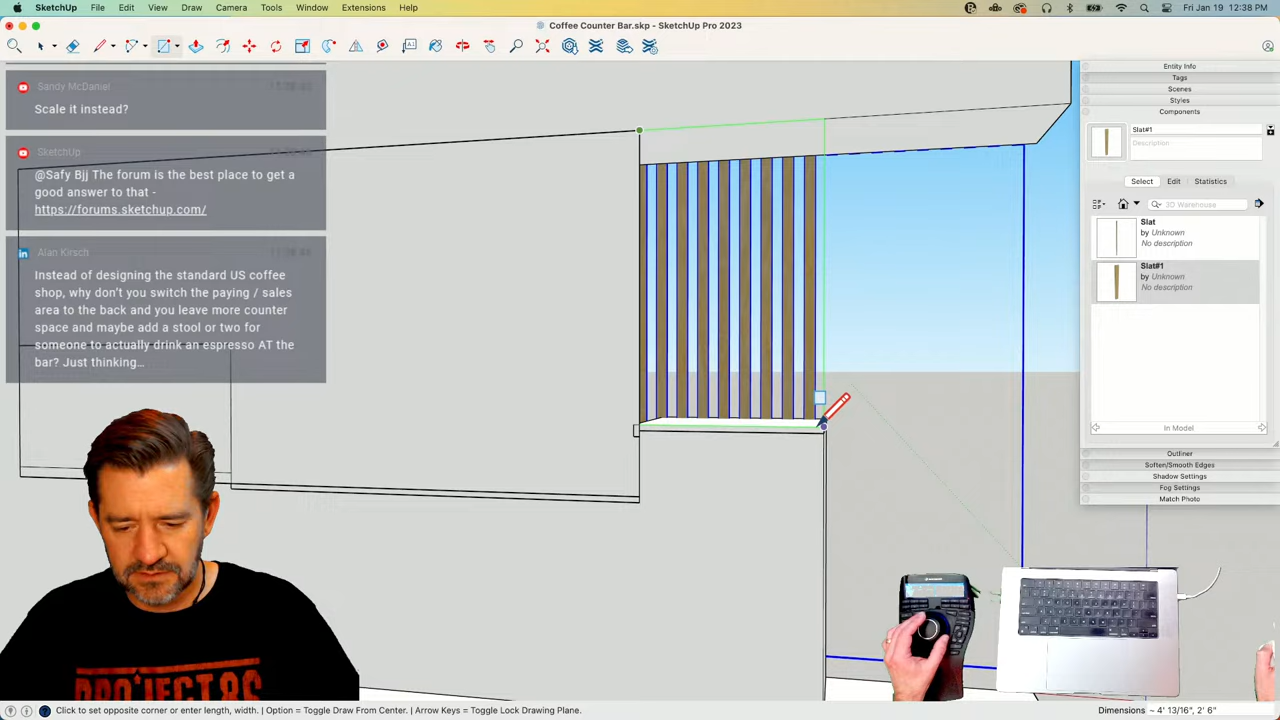 SketchUp File Edit View Draw Camera Tools Window Extensions Help
Fri Jan 19 12:38 PM
Coffee Counter Bar.skp - SketchUp Pro 2023
Sandy McDaniel
Scale it instead?
SketchUp
@Safy Bjj The forum is the best place to get a
good answer to that -
https://forums.sketchup.com/
Alan Kirsch
Instead of designing the standard US coffee
shop, why don't you switch the paying / sales
area to the back and you leave more counter
space and maybe add a stool or two for
someone to actually drink an espresso AT the
bar? Just thinking...
Entity Info
Tags
Scenes
Styles
Components
Slat#1
Description
Select Edit Statistics
3D Warehouse
Slat
by Unknown
No description
Slat#1
by Unknown
No description
In Model
Outliner
Soften/Smooth Edges
Shadow Settings
Fog Settings
Match Photo
Click to set opposite corner or enter length, width. | Option = Toggle Draw From Center. | Arrow Keys = Toggle Lock Drawing Plane.
Dimensions ~ 4' 13/16", 2' 6"